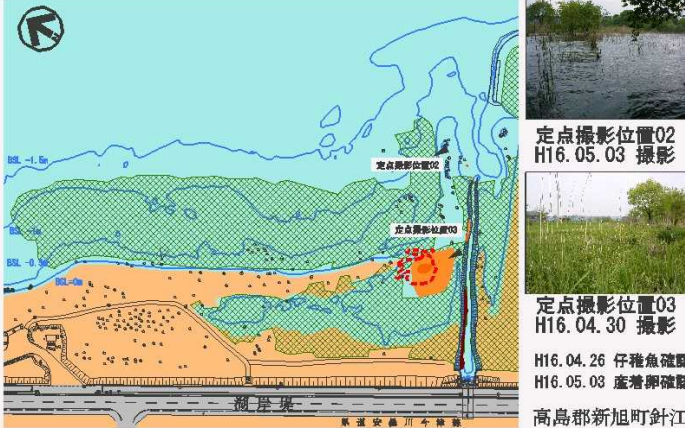 定点撮影位置02
H16.05.03 撮影
定点撮影位置02
BSL -1.5m
定点撮影位置03
BSL -1m
BSL=0m
定点撮影位置03
H16.04.30 撮影
H16.04.26 仔稚魚確認
H16.05.03 産着卵確認
湖岸堤
高島郡新旭町針江